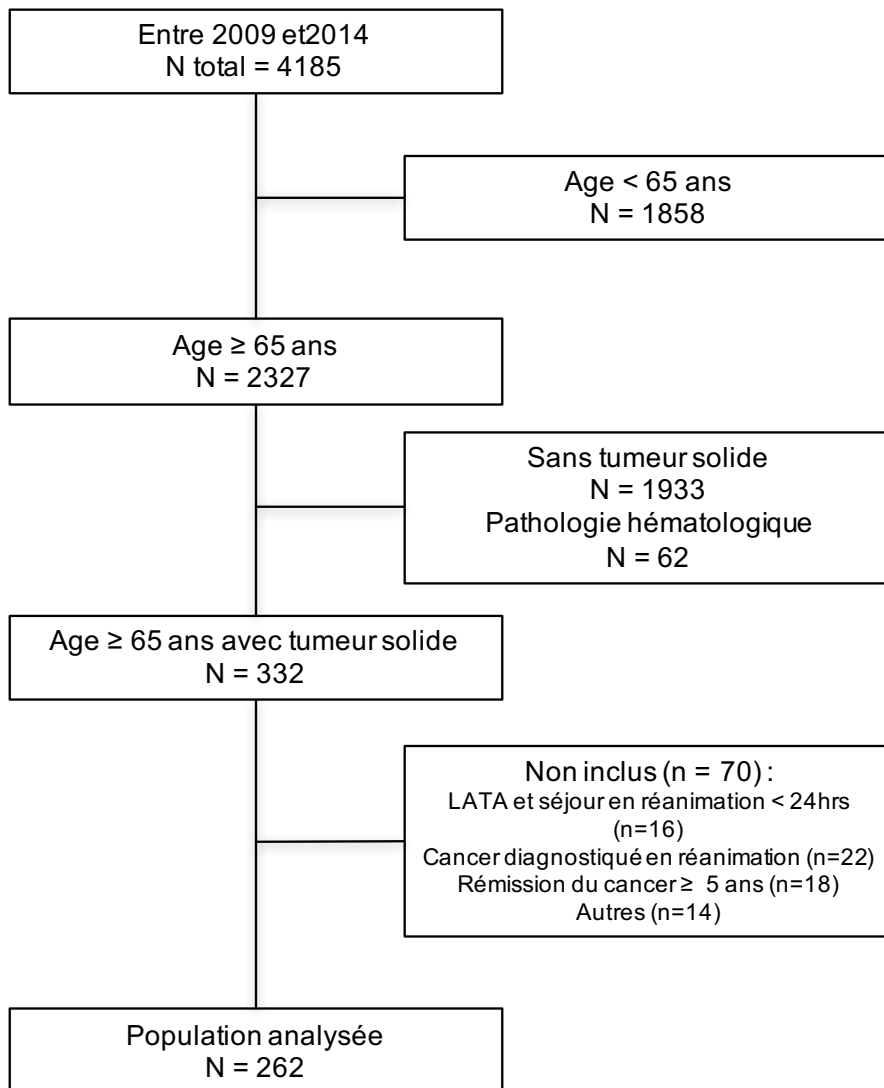 Entre 2009 et2014
N total = 4185
Age < 65 ans
N = 1858
Age ≥ 65 ans
N = 2327
Sans tumeur solide
N = 1933
Pathologie hématologique
N = 62
Age ≥ 65 ans avec tumeur solide
N = 332
Non inclus (n = 70) :
LATA et séjour en réanimation < 24hrs
(n=16)
Cancer diagnostiqué en réanimation (n=22)
Rémission du cancer ≥ 5 ans (n=18)
Autres (n=14)
Population analysée
N = 262